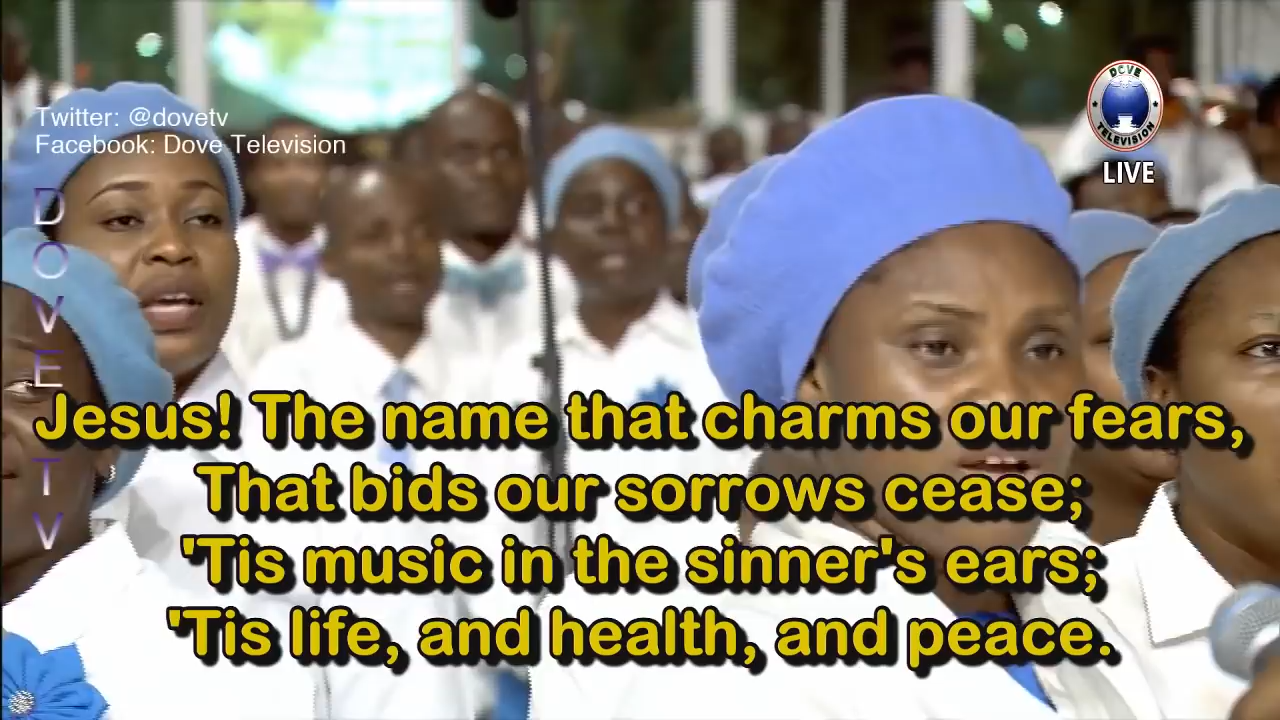 Twitter: @dovetv
Facebook: Dove Television
DOVE
TELEVISION
LIVE
DOVE TV
Jesus! The name that charms our fears,
That bids our sorrows cease;
'Tis music in the sinner's ears;
'Tis life, and health, and peace.